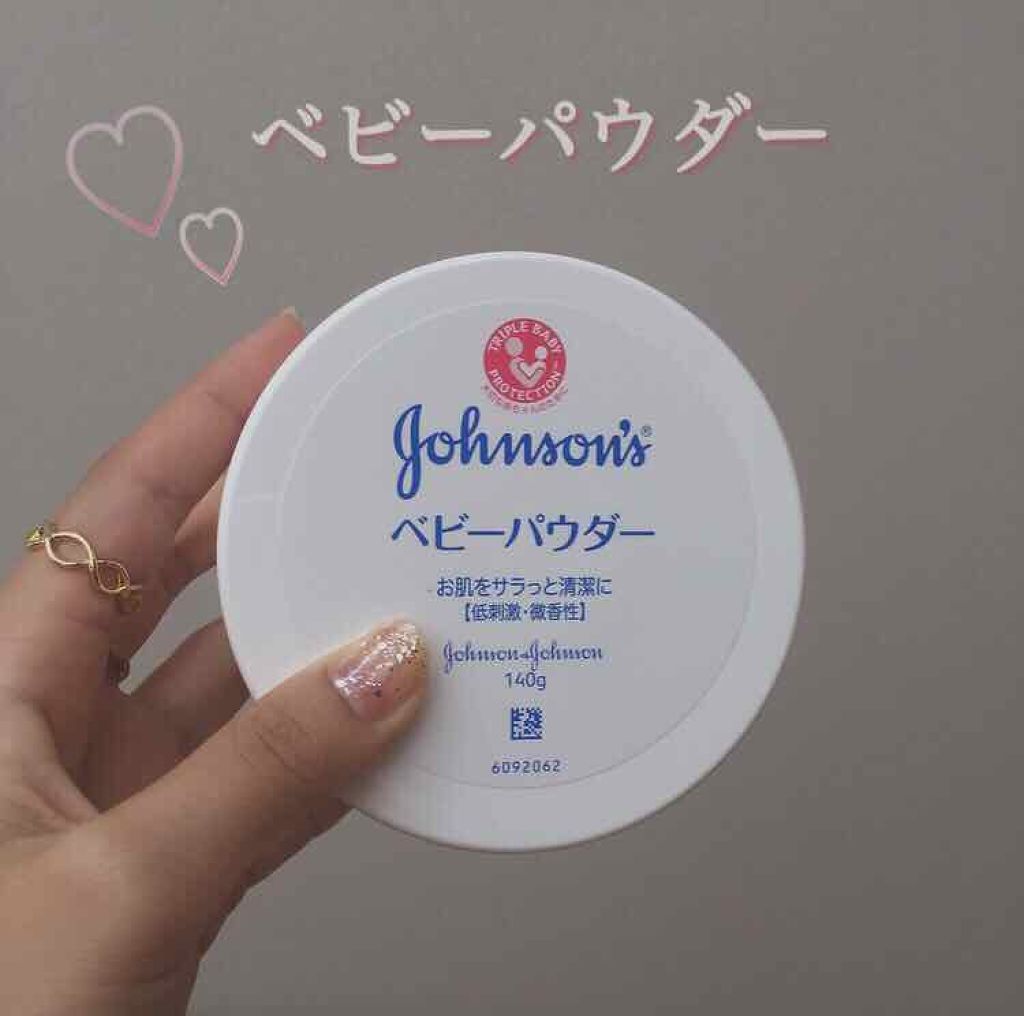 ベビーパウダー
TRIPLE BABY
PROTECTION
Johnson's®
ベビーパウダー
お肌をサラっと清潔に
【低刺激・微香性】
Johnson&Johnson
140g
6092062